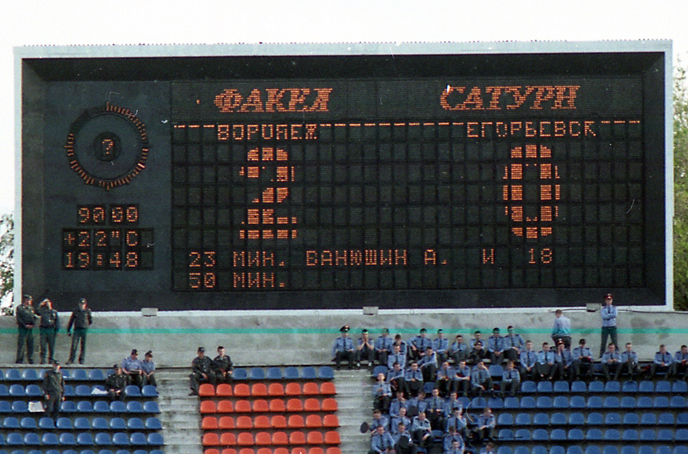 ФАКЕЛ САТУРН
ВОРОНЕЖ ЕГОРЬЕВСК
2 0
90:00
+22°C
19:48
23 МИН. ВАНЮШИН А. И 18
50 МИН.